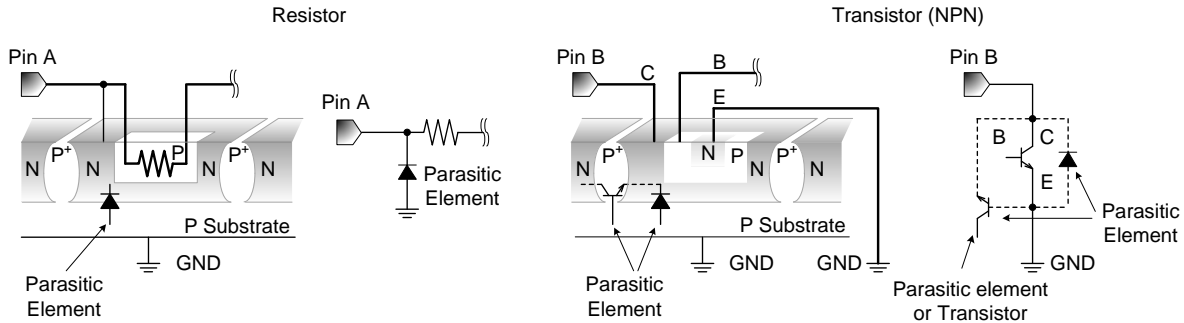 Resistor
Transistor (NPN)
Pin A
Pin A
N
P+
N
P
N
P+
N
Parasitic
Element
P Substrate
GND
Parasitic
Element
Pin B
C
B
E
N
P+
N
P
N
P+
N
P Substrate
GND
GND
Parasitic
Element
Pin B
B
C
E
Parasitic
Element
GND
Parasitic element
or Transistor